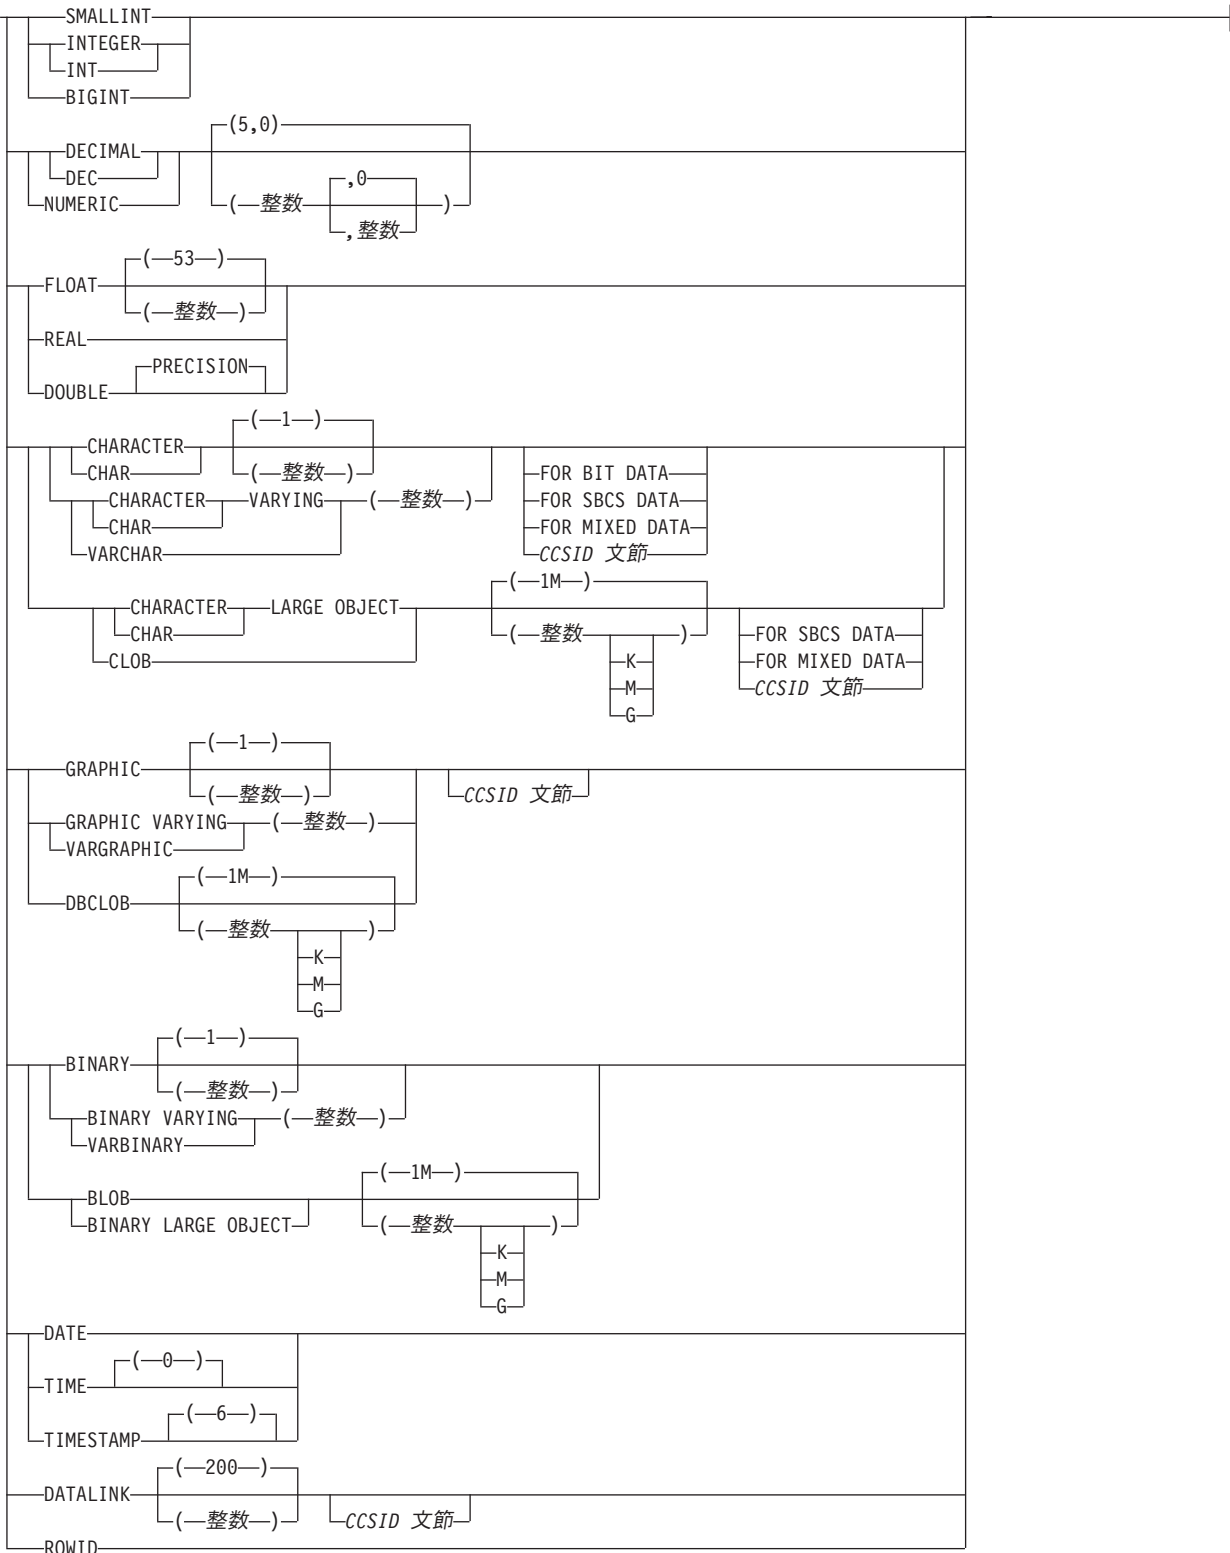 SMALLINT
INTEGER
INT
BIGINT
(5,0)
DECIMAL
DEC
,0
NUMERIC
( 整数 )
,整数
( 53 )
FLOAT
( 整数 )
REAL
PRECISION
DOUBLE
( 1 )
CHARACTER
CHAR
( 整数 )
FOR BIT DATA
CHARACTER VARYING ( 整数 )
FOR SBCS DATA
CHAR
FOR MIXED DATA
VARCHAR
CCSID 文節
( 1M )
CHARACTER LARGE OBJECT
CHAR
( 整数 )
FOR SBCS DATA
CLOB
K
FOR MIXED DATA
M
CCSID 文節
G
( 1 )
GRAPHIC
( 整数 )
CCSID 文節
GRAPHIC VARYING ( 整数 )
VARGRAPHIC
( 1M )
DBCLOB
( 整数 )
K
M
G
( 1 )
BINARY
( 整数 )
BINARY VARYING ( 整数 )
VARBINARY
( 1M )
BLOB
BINARY LARGE OBJECT
( 整数 )
K
M
G
DATE
( 0 )
TIME
( 6 )
TIMESTAMP
( 200 )
DATALINK
( 整数 )
CCSID 文節
ROWID